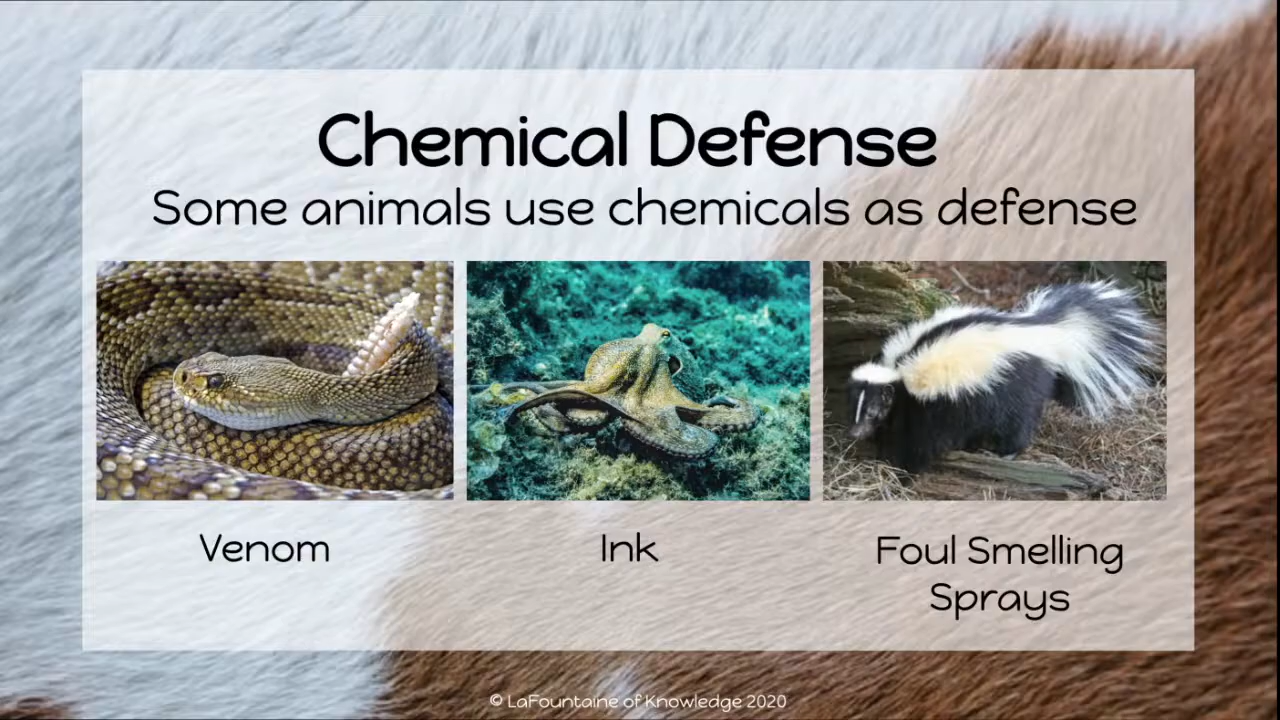 Chemical Defense
Some animals use chemicals as defense
Venom
Ink
Foul Smelling
Sprays
© LaFountaine of Knowledge 2020